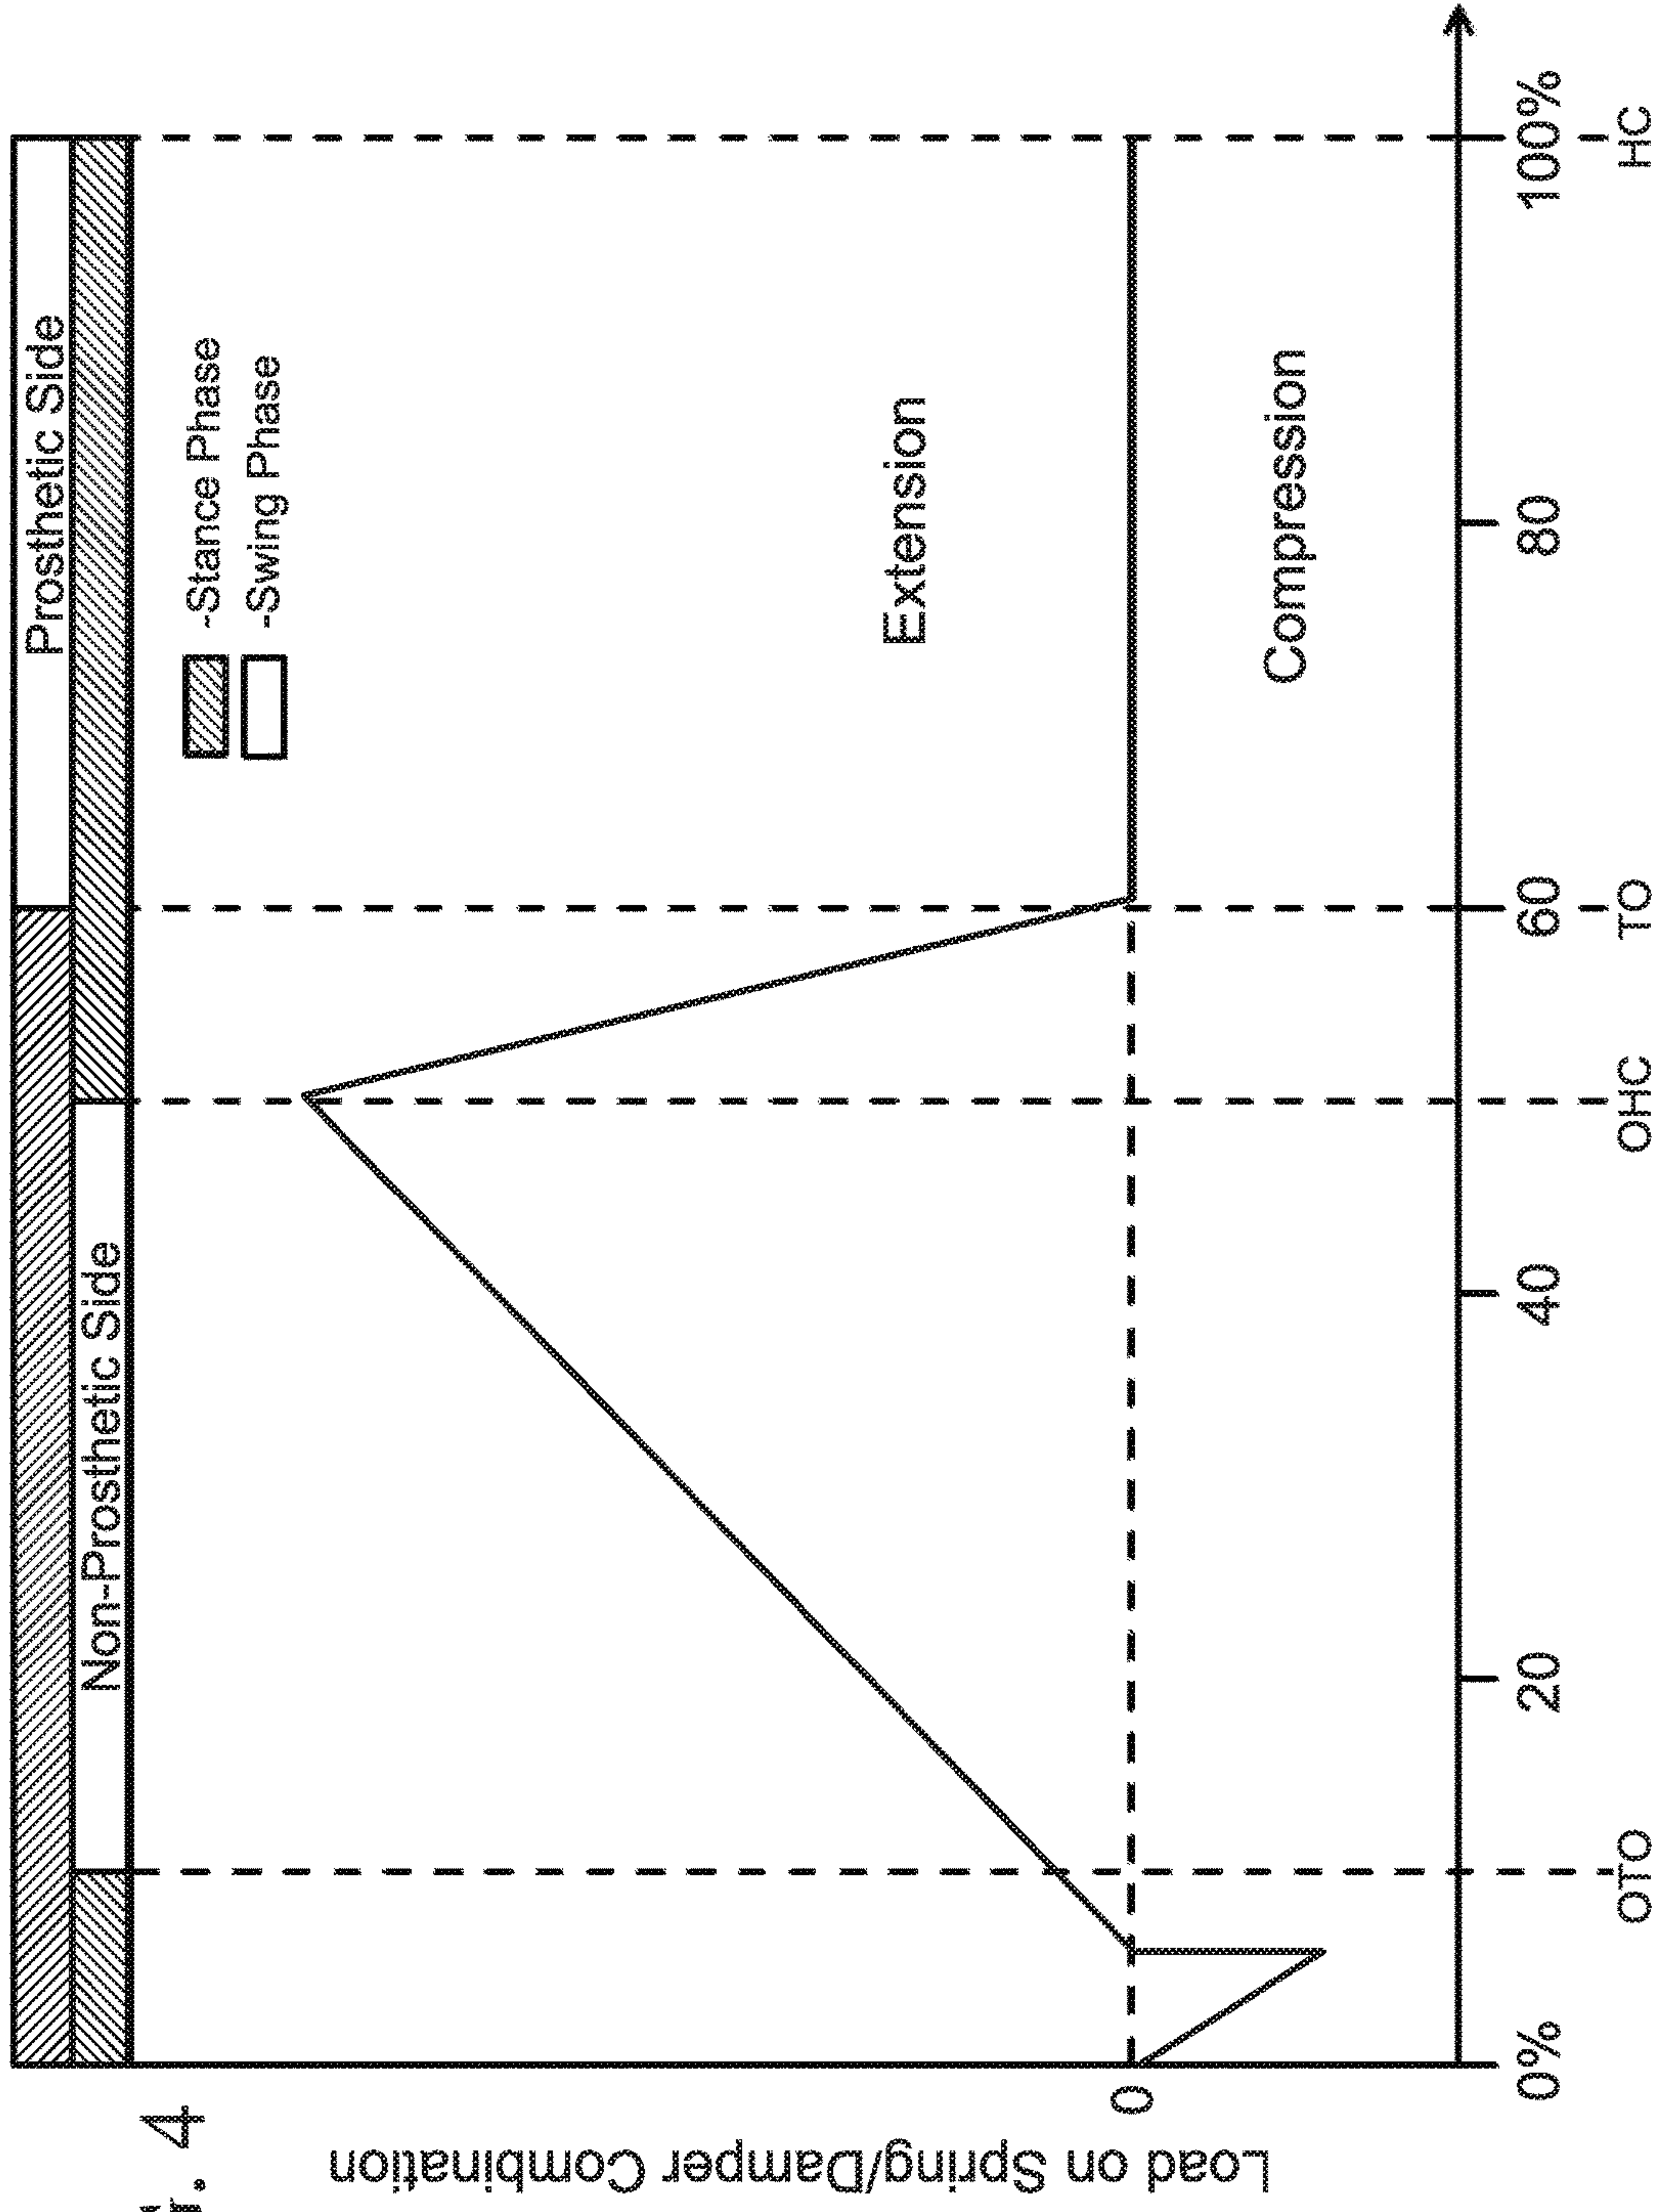 4
Prosthetic Side
Non-Prosthetic Side
-Stance Phase
-Swing Phase
Extension
Compression
Load on Spring/Damper Combination
0
0% 20 40 60 80 100%
OTO OHC TO HC